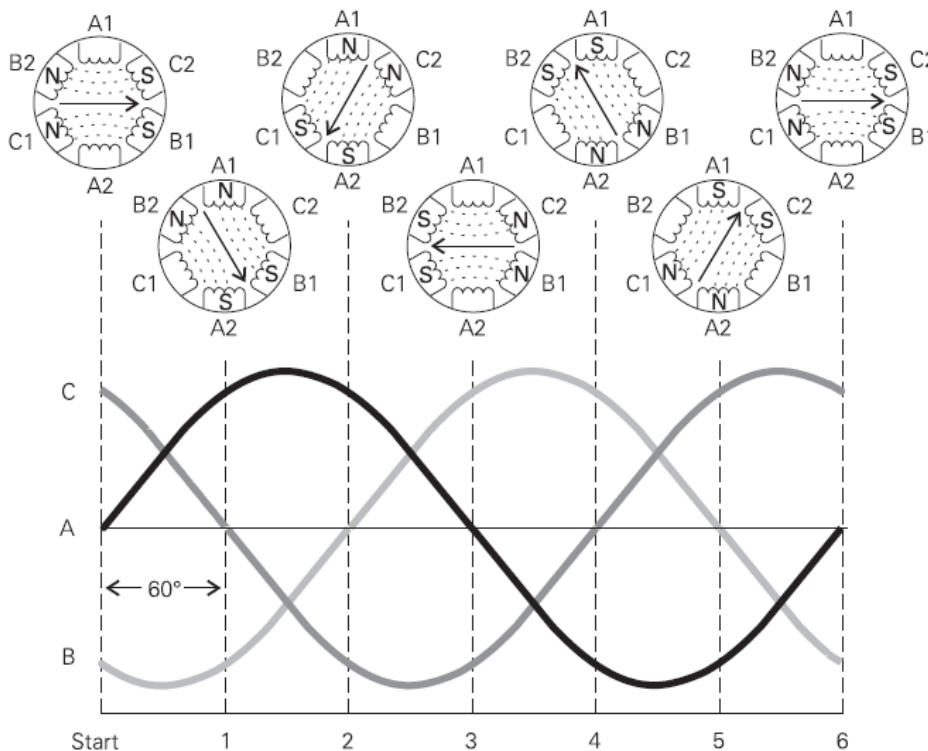 A1
B2 N S C2
C1 N S B1
A2
A1
B2 N N C2
C1 S S B1
A2
A1
B2 S S C2
C1 N N B1
A2
A1
B2 N S C2
C1 N S B1
A2
A1
B2 N N C2
C1 S S B1
A2
A1
B2 S N C2
C1 S N B1
A2
A1
B2 S S C2
C1 N N B1
A2
C
A
60°
B
Start 1 2 3 4 5 6